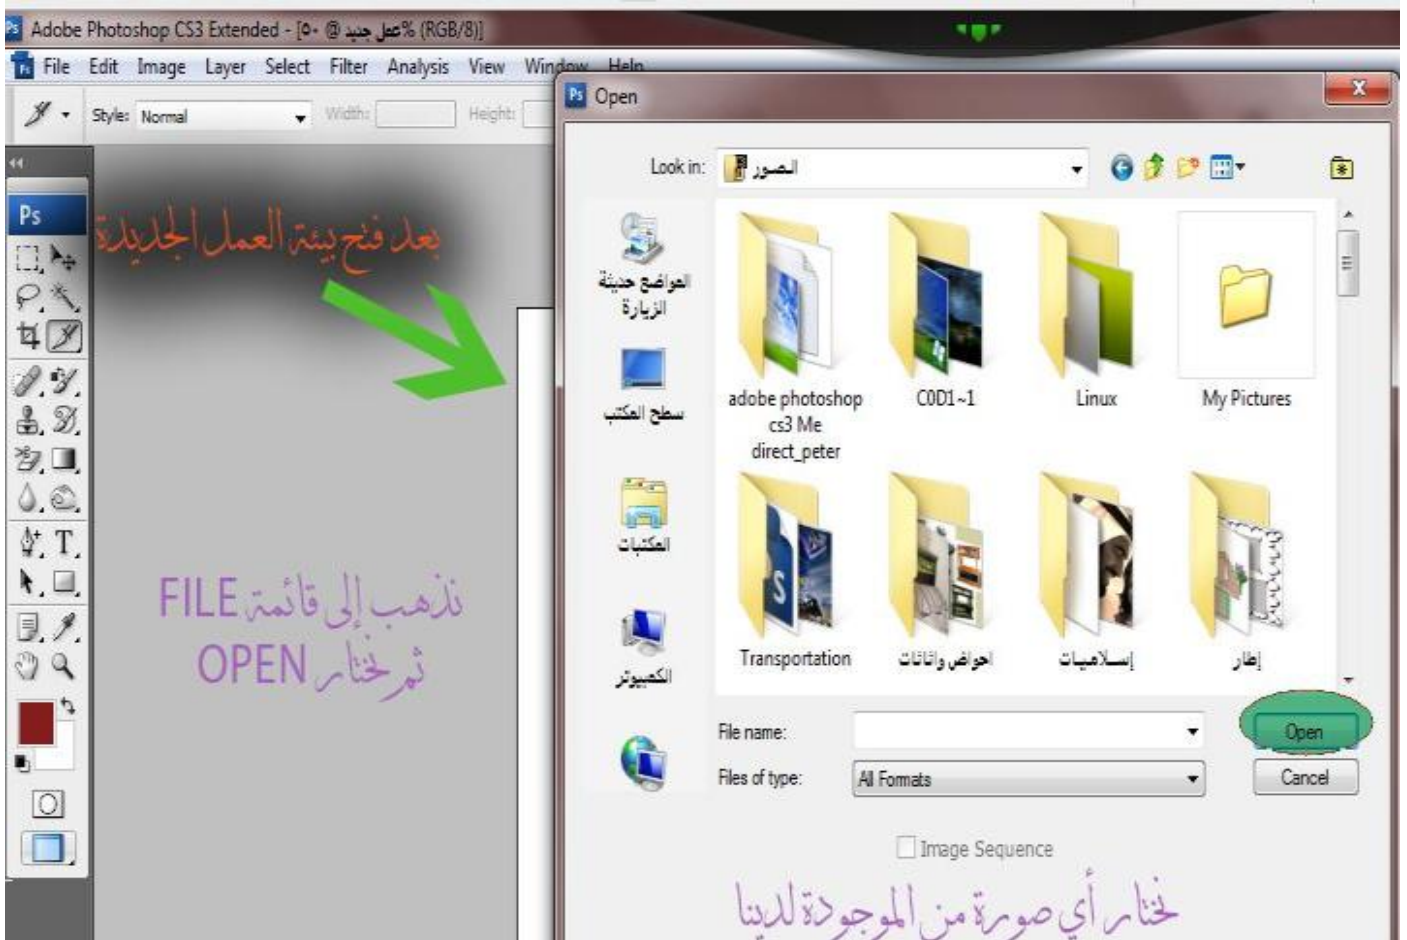 Adobe Photoshop CS3 Extended - [عمل جديد @ ٥٠% (RGB/8)]
File Edit Image Layer Select Filter Analysis View Window Help
Style: Normal Width: Height:
Ps
بعد فتح بيئة العمل الجديدة
نذهب إلى قائمة FILE
ثم نختار OPEN
Ps Open
Look in: الصور
المواضع حديثة
الزيارة
سطح المكتب
المكتبات
الكمبيوتر
adobe photoshop
cs3 Me
direct_peter
C0D1~1
Linux
My Pictures
Transportation
احواض واثاثات
إسلاميات
إطار
File name:
Open
Files of type: All Formats
Cancel
Image Sequence
نختار أي صورة من الموجودة لدينا